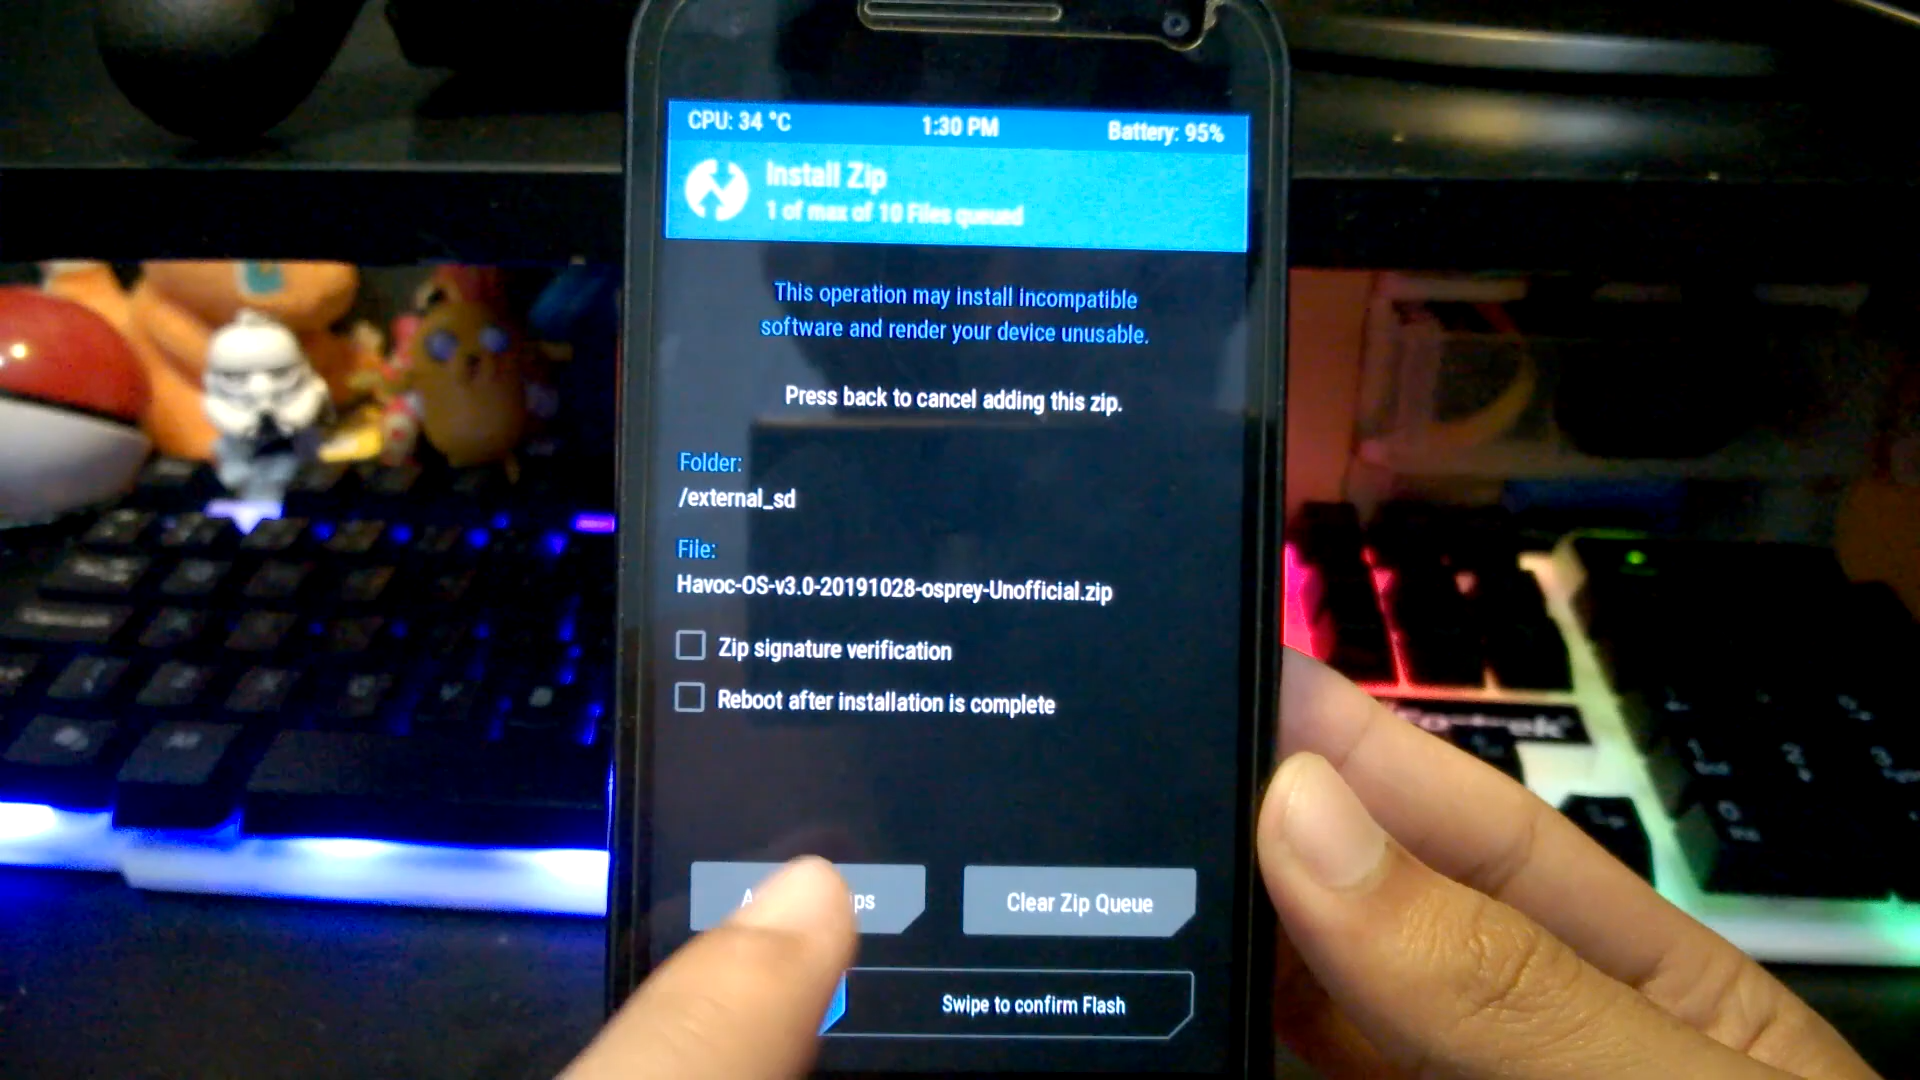 CPU: 34 °C 1:30 PM Battery: 95%
Install Zip
1 of max of 10 Files queued
This operation may install incompatible
software and render your device unusable.
Press back to cancel adding this zip.
Folder:
/external_sd
File:
Havoc-OS-v3.0-20191028-osprey-Unofficial.zip
Zip signature verification
Reboot after installation is complete
Clear Zip Queue
Swipe to confirm Flash